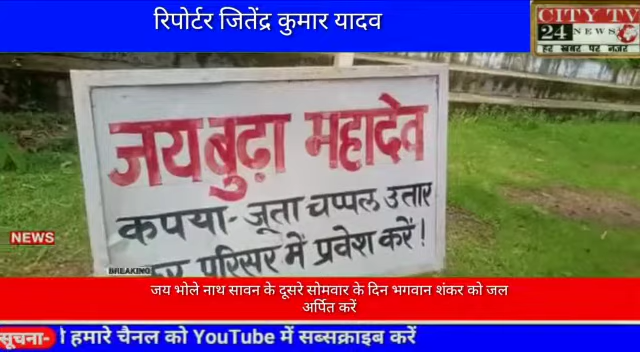 रिपोर्टर जितेंद्र कुमार यादव
CITY TV
24 NEWS
हर खबर पर नजर
जयबुढ़ा महादेव
कपया-जूता चप्पल उतार
कर परिसर में प्रवेश करें!
NEWS
BREAKING
जय भोले नाथ सावन के दूसरे सोमवार के दिन भगवान शंकर को जल
अर्पित करें
सूचना- हमारे चैनल को YouTube में सब्सक्राइब करें